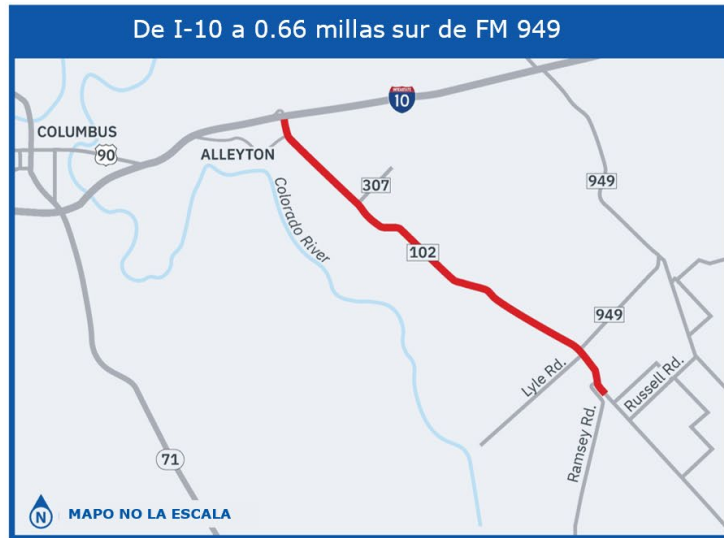 De I-10 a 0.66 millas sur de FM 949
10
COLUMBUS
90
ALLEYTON
307
949
Colorado River
102
949
Lyle Rd.
Russell Rd.
Ramsey Rd.
71
N
MAPO NO LA ESCALA